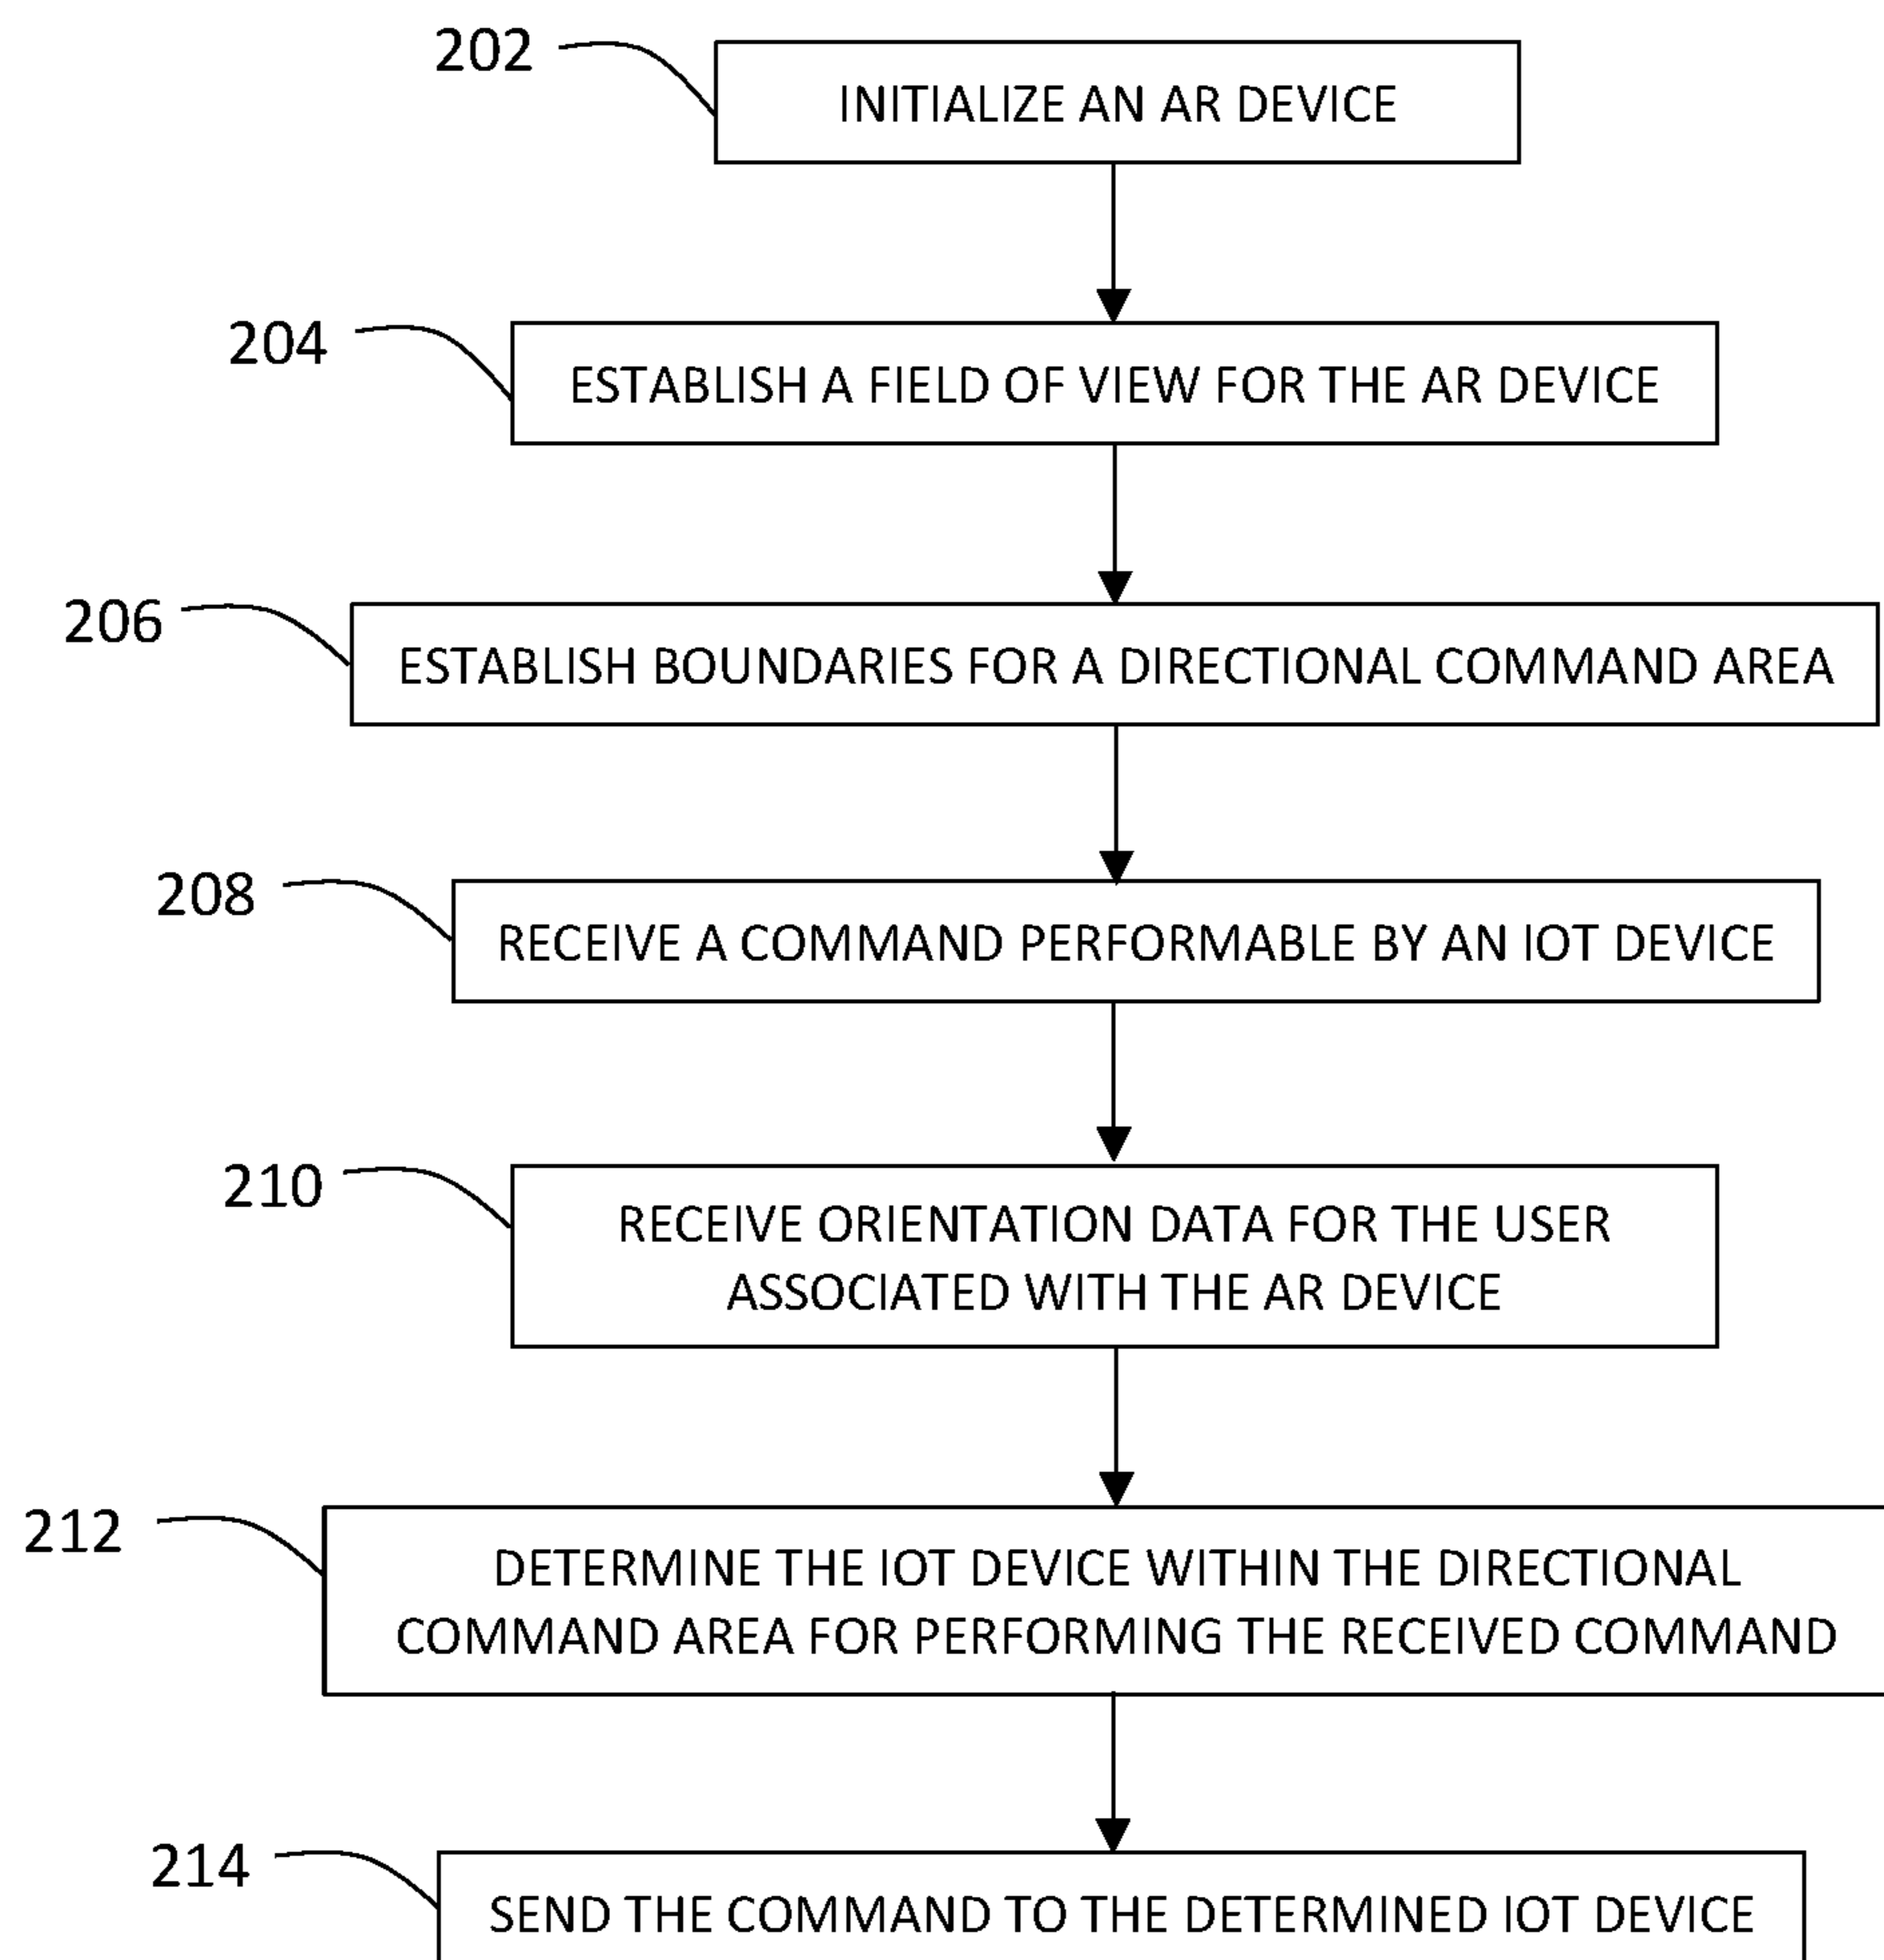 202
INITIALIZE AN AR DEVICE
204
ESTABLISH A FIELD OF VIEW FOR THE AR DEVICE
206
ESTABLISH BOUNDARIES FOR A DIRECTIONAL COMMAND AREA
208
RECEIVE A COMMAND PERFORMABLE BY AN IOT DEVICE
210
RECEIVE ORIENTATION DATA FOR THE USER
ASSOCIATED WITH THE AR DEVICE
212
DETERMINE THE IOT DEVICE WITHIN THE DIRECTIONAL
COMMAND AREA FOR PERFORMING THE RECEIVED COMMAND
214
SEND THE COMMAND TO THE DETERMINED IOT DEVICE